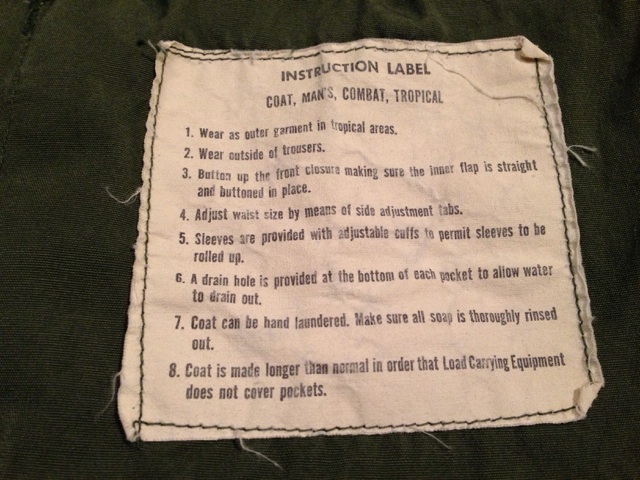 INSTRUCTION LABEL
COAT, MAN'S, COMBAT, TROPICAL
1. Wear as outer garment in tropical areas.
2. Wear outside of trousers.
3. Button up the front closure making sure the inner flap is straight
and buttoned in place.
4. Adjust waist size by means of side adjustment tabs.
5. Sleeves are provided with adjustable cuffs to permit sleeves to be
rolled up.
6. A drain hole is provided at the bottom of each pocket to allow water
to drain out.
7. Coat can be hand laundered. Make sure all soap is thoroughly rinsed
out.
8. Coat is made longer than normal in order that Load Carrying Equipment
does not cover pockets.